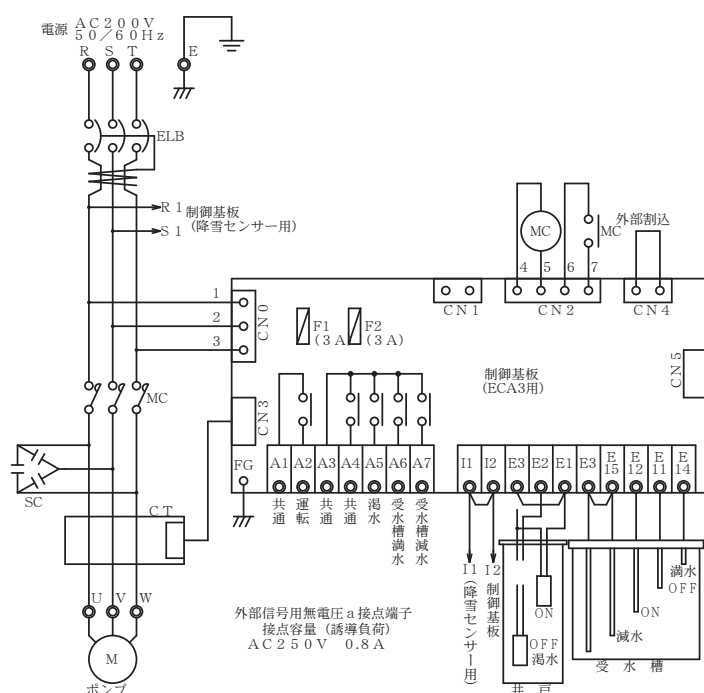 電源 ＡＣ２００Ｖ
５０／６０Ｈｚ
R S T E
ELB
R 1
S 1
制御基板
(降雪センサー用)
1
2
3
CN0
F1
(3A)
F2
(3A)
CN1
MC
4 5 6 7
MC
CN2
外部割込
CN4
CN5
制御基板
(ECA3用)
MC
CN3
FG
A1 A2 A3 A4 A5 A6 A7
共通
運転
共通
共通
渇水
受水槽満水
受水槽減水
I1 I2 E3 E2 E1 E3 E15 E12 E11 E14
SC
CT
U V W
M
ポンプ
外部信号用無電圧ａ接点端子
接点容量（誘導負荷）
ＡＣ２５０Ｖ ０.８Ａ
I1 I2
(降雪センサー用)
制御基板
ON
OFF
渇水
井戸
満水
OFF
ON
減水
受水槽